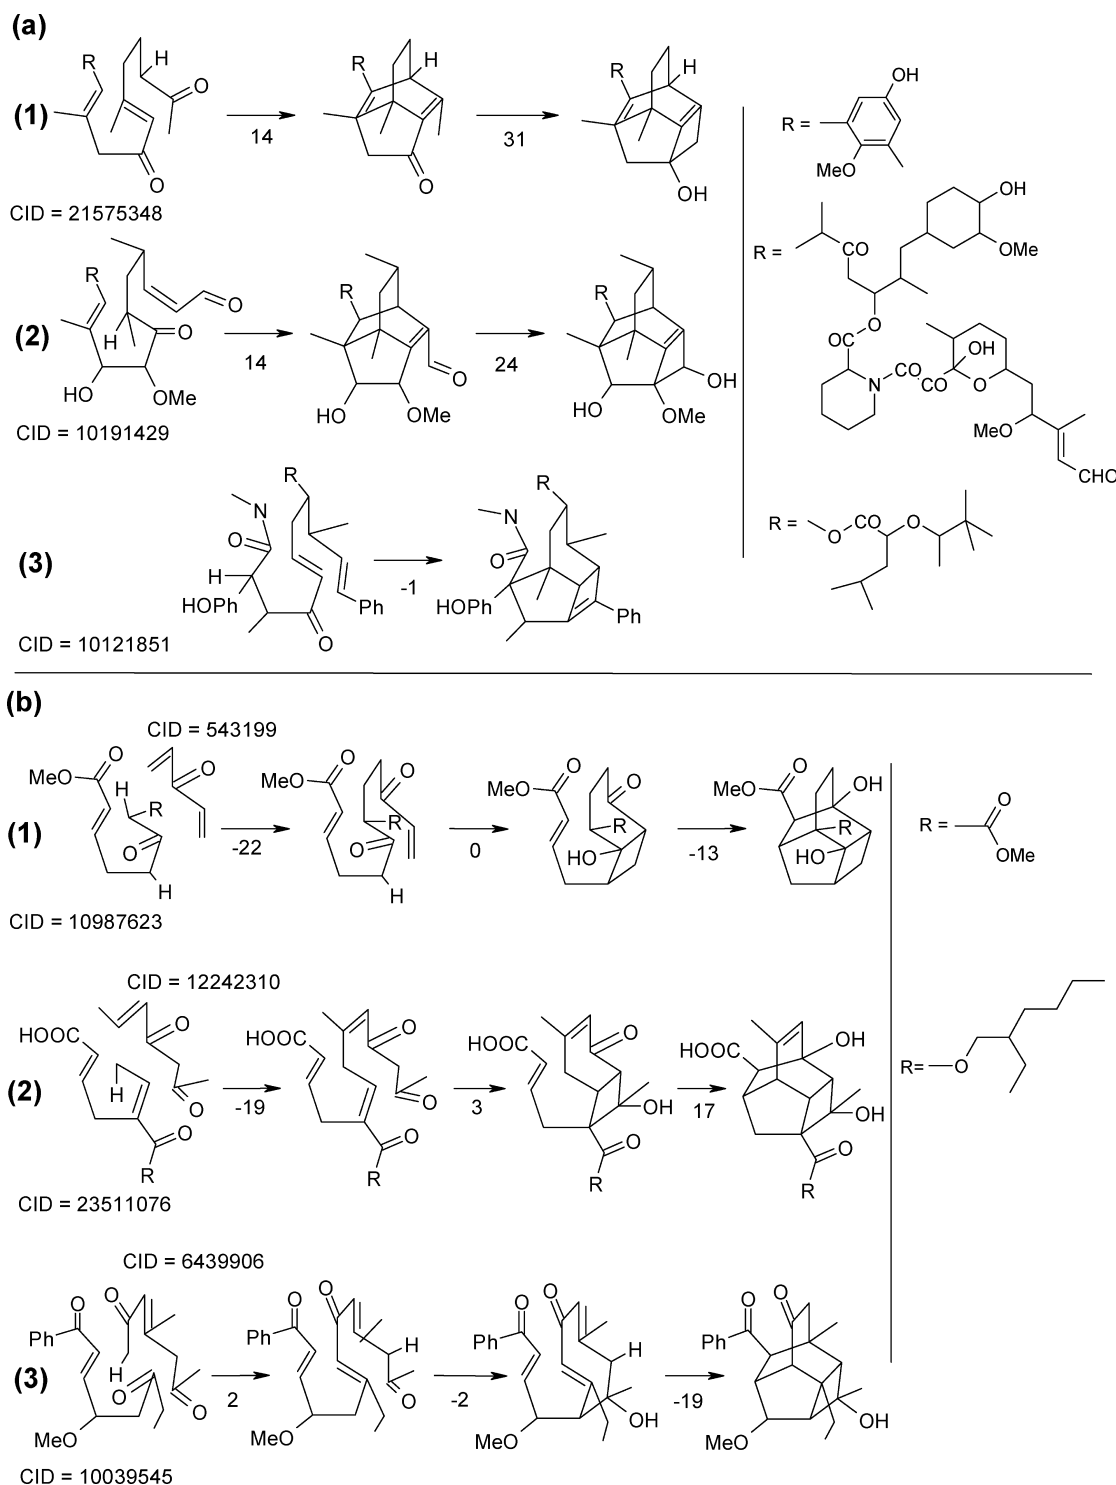 (a)
R
H
O
(1)
O
CID = 21575348
14
R
H
O
31
R
H
OH
R =
OH
MeO
(2)
R
O
O
H
HO
OMe
CID = 10191429
14
R
O
HO
OMe
24
R
OH
HO
OMe
R =
CO
OH
OMe
O
CO
N
CO
CO
OH
O
MeO
CHO
(3)
R
N
O
H
HOPh
O
Ph
CID = 10121851
-1
R
N
O
HOPh
Ph
R =
O
CO
O
(b)
CID = 543199
(1)
MeO
O
H
R
O
O
H
CID = 10987623
-22
MeO
O
O
R
O
H
0
MeO
O
O
R
HO
-13
MeO
O
OH
R
HO
R =
O
OMe
CID = 12242310
(2)
HOOC
O
H
O
O
R
CID = 23511076
-19
HOOC
O
O
O
R
3
HOOC
O
OH
O
R
17
HOOC
OH
OH
O
R
R=
O
CID = 6439906
(3)
O
Ph
O
H
O
O
MeO
CID = 10039545
2
O
Ph
O
H
O
MeO
-2
O
Ph
O
H
OH
MeO
-19
O
Ph
O
OH
MeO